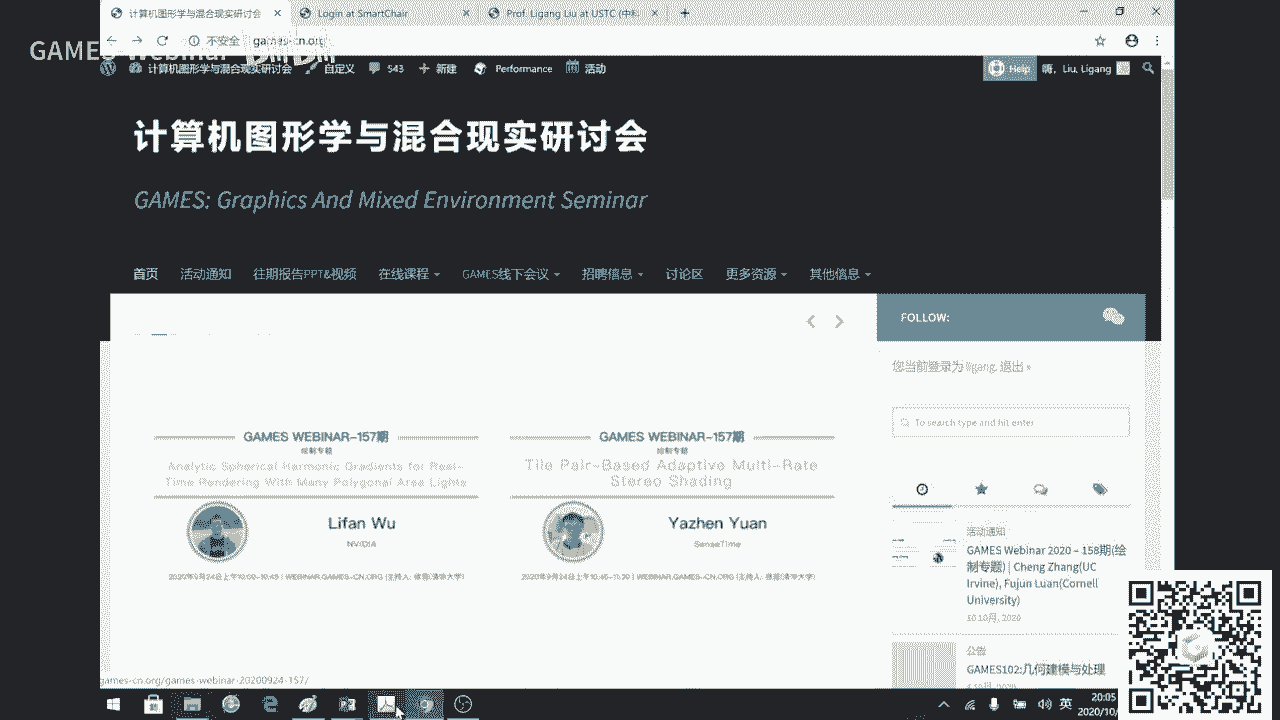 计算机图形学与混合现实研讨会
Login at SmartChair
Prof. Ligang Liu at USTC (中科
不安全
games-cn.org
GAMES Webinar
计算机图形学与混合现实研讨会
543
新建
Performance
活动
Help
嗨，Liu, Ligang
计算机图形学与混合现实研讨会
GAMES: Graphics And Mixed Environment Seminar
首页 活动通知 往期报告PPT&视频 在线课程 GAMES线下会议 招聘信息 讨论区 更多资源 其他信息
FOLLOW:
您当前登录为 ligang. 退出 »
To search type and hit enter
GAMES WEBINAR-157期
绘制专题
Analytic Spherical Harmonic Gradients for Real-
Time Rendering With Many Polygonal Area Lights
Lifan Wu
NVIDIA
2020年9月24日上午10:00-10:45 | WEBINAR.GAMES-CN.ORG (主持人: 徐昆(清华大学)
GAMES WEBINAR-157期
绘制专题
Tile Pair-Based Adaptive Multi-Rate
Stereo Shading
Yazhen Yuan
SenseTime
2020年9月24日上午10:45-11:30 | WEBINAR.GAMES-CN.ORG (主持人: 徐昆(清华大学)
活动通知
GAMES Webinar 2020 – 158期(绘
制专题) | Cheng Zhang(UC
Irvine), Fujun Luan(Cornell
University)
10月, 2020
公告
GAMES102:几何建模与处理
games-cn.org/games-webinar-20200924-157/
英
20:05
2020/10/